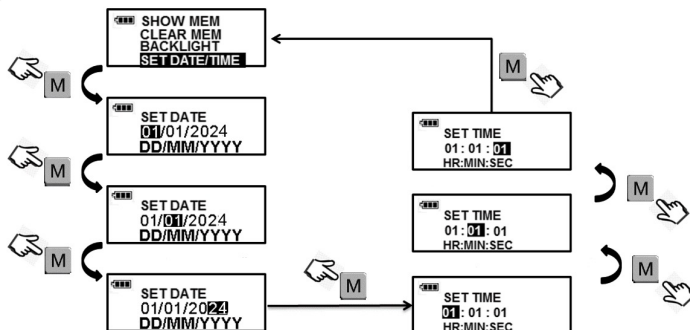 SHOW MEM
CLEAR MEM
BACKLIGHT
SET DATE/TIME
M
SET DATE
01/01/2024
DD/MM/YYYY
M
SET DATE
01/01/2024
DD/MM/YYYY
M
SET DATE
01/01/2024
DD/MM/YYYY
M
SET TIME
01: 01: 01
HR:MIN:SEC
M
SET TIME
01: 01: 01
HR:MIN:SEC
M
SET TIME
01: 01: 01
HR:MIN:SEC
M